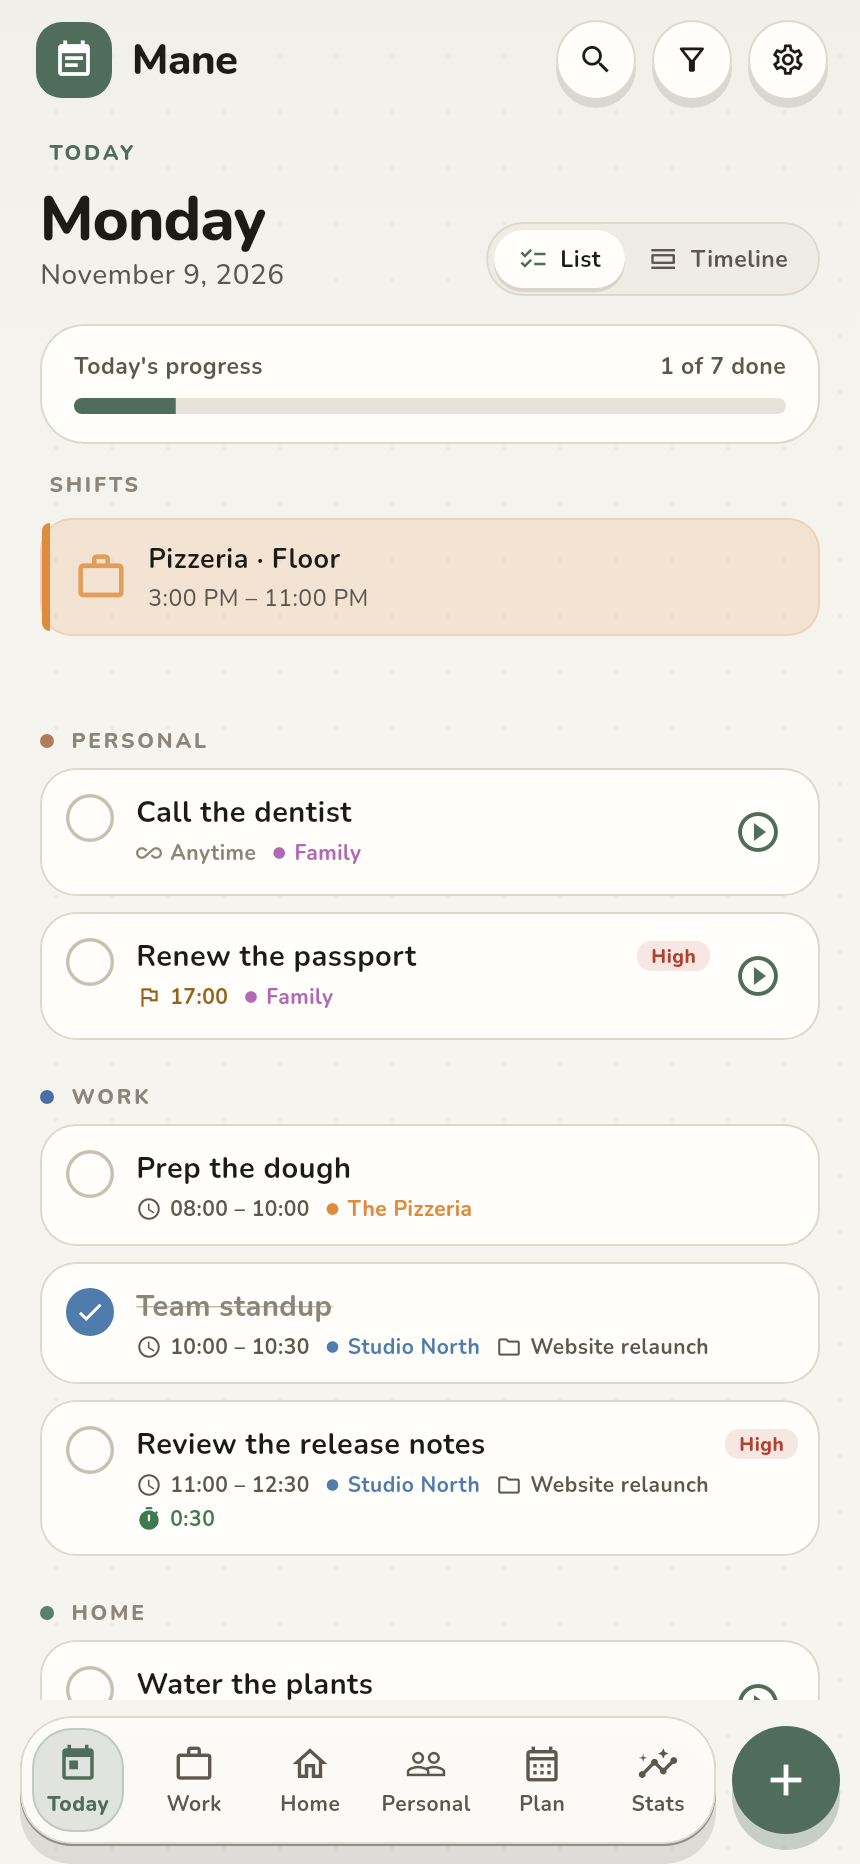 Mane
TODAY
Monday
November 9, 2026
List
Timeline
Today's progress
1 of 7 done
SHIFTS
Pizzeria · Floor
3:00 PM – 11:00 PM
PERSONAL
Call the dentist
Anytime Family
Renew the passport
High
17:00 Family
WORK
Prep the dough
08:00 – 10:00 The Pizzeria
Team standup
10:00 – 10:30 Studio North Website relaunch
Review the release notes
High
11:00 – 12:30 Studio North Website relaunch
0:30
HOME
Water the plants
Today Work Home Personal Plan Stats